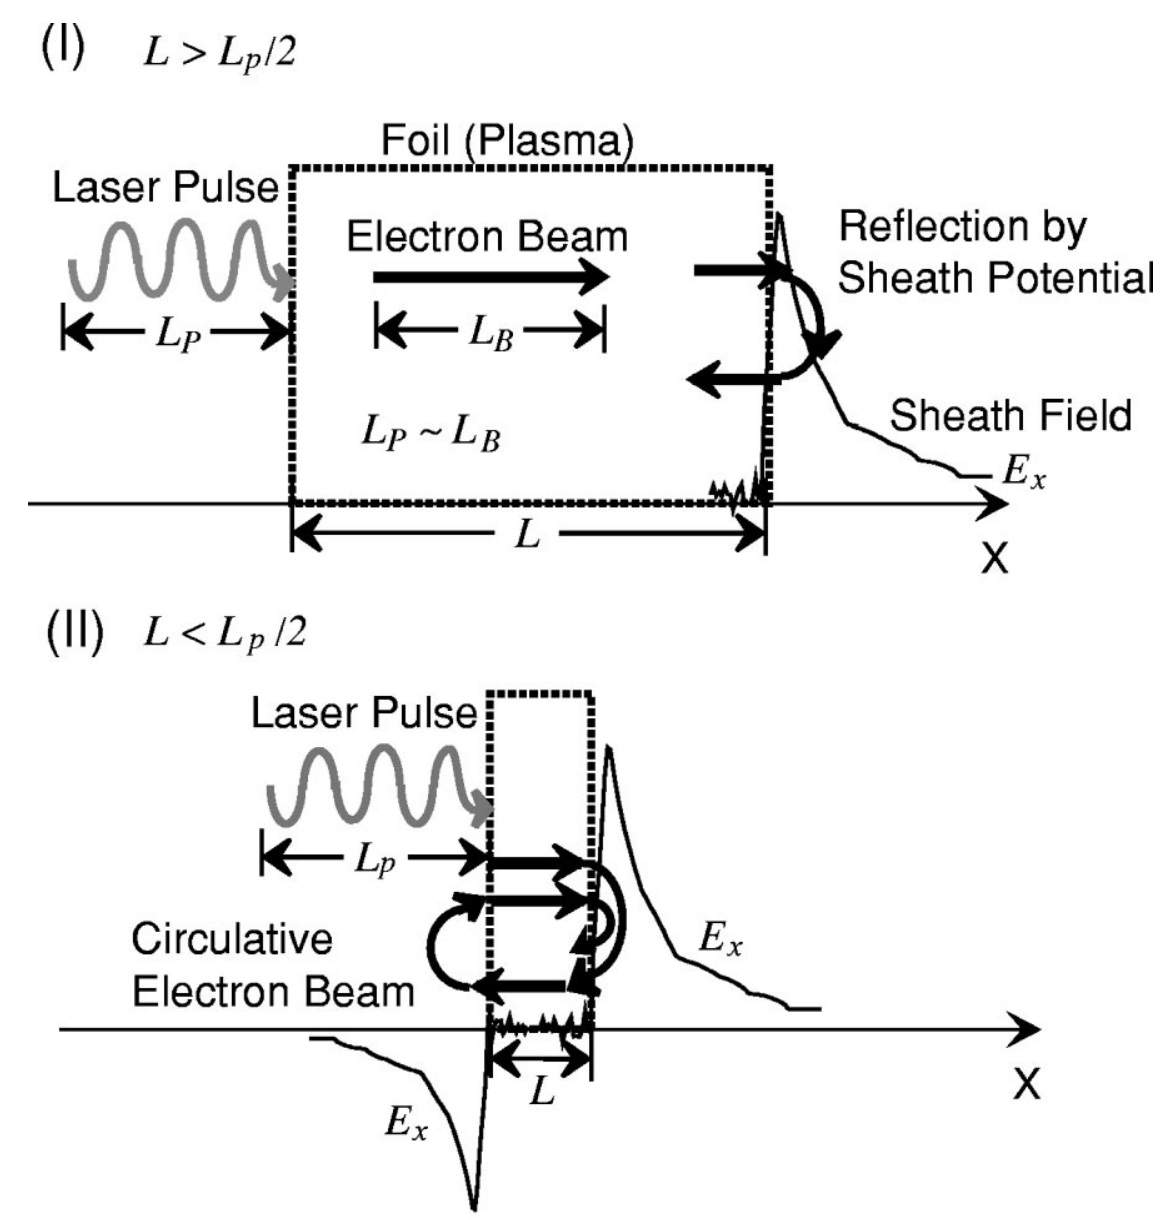 (I) L > Lp/2
Foil (Plasma)
Laser Pulse
Electron Beam
Reflection by
Sheath Potential
LP
LB
LP ~ LB
Sheath Field
Ex
L
X
(II) L < Lp /2
Laser Pulse
Lp
Circulative
Electron Beam
Ex
L
X
Ex